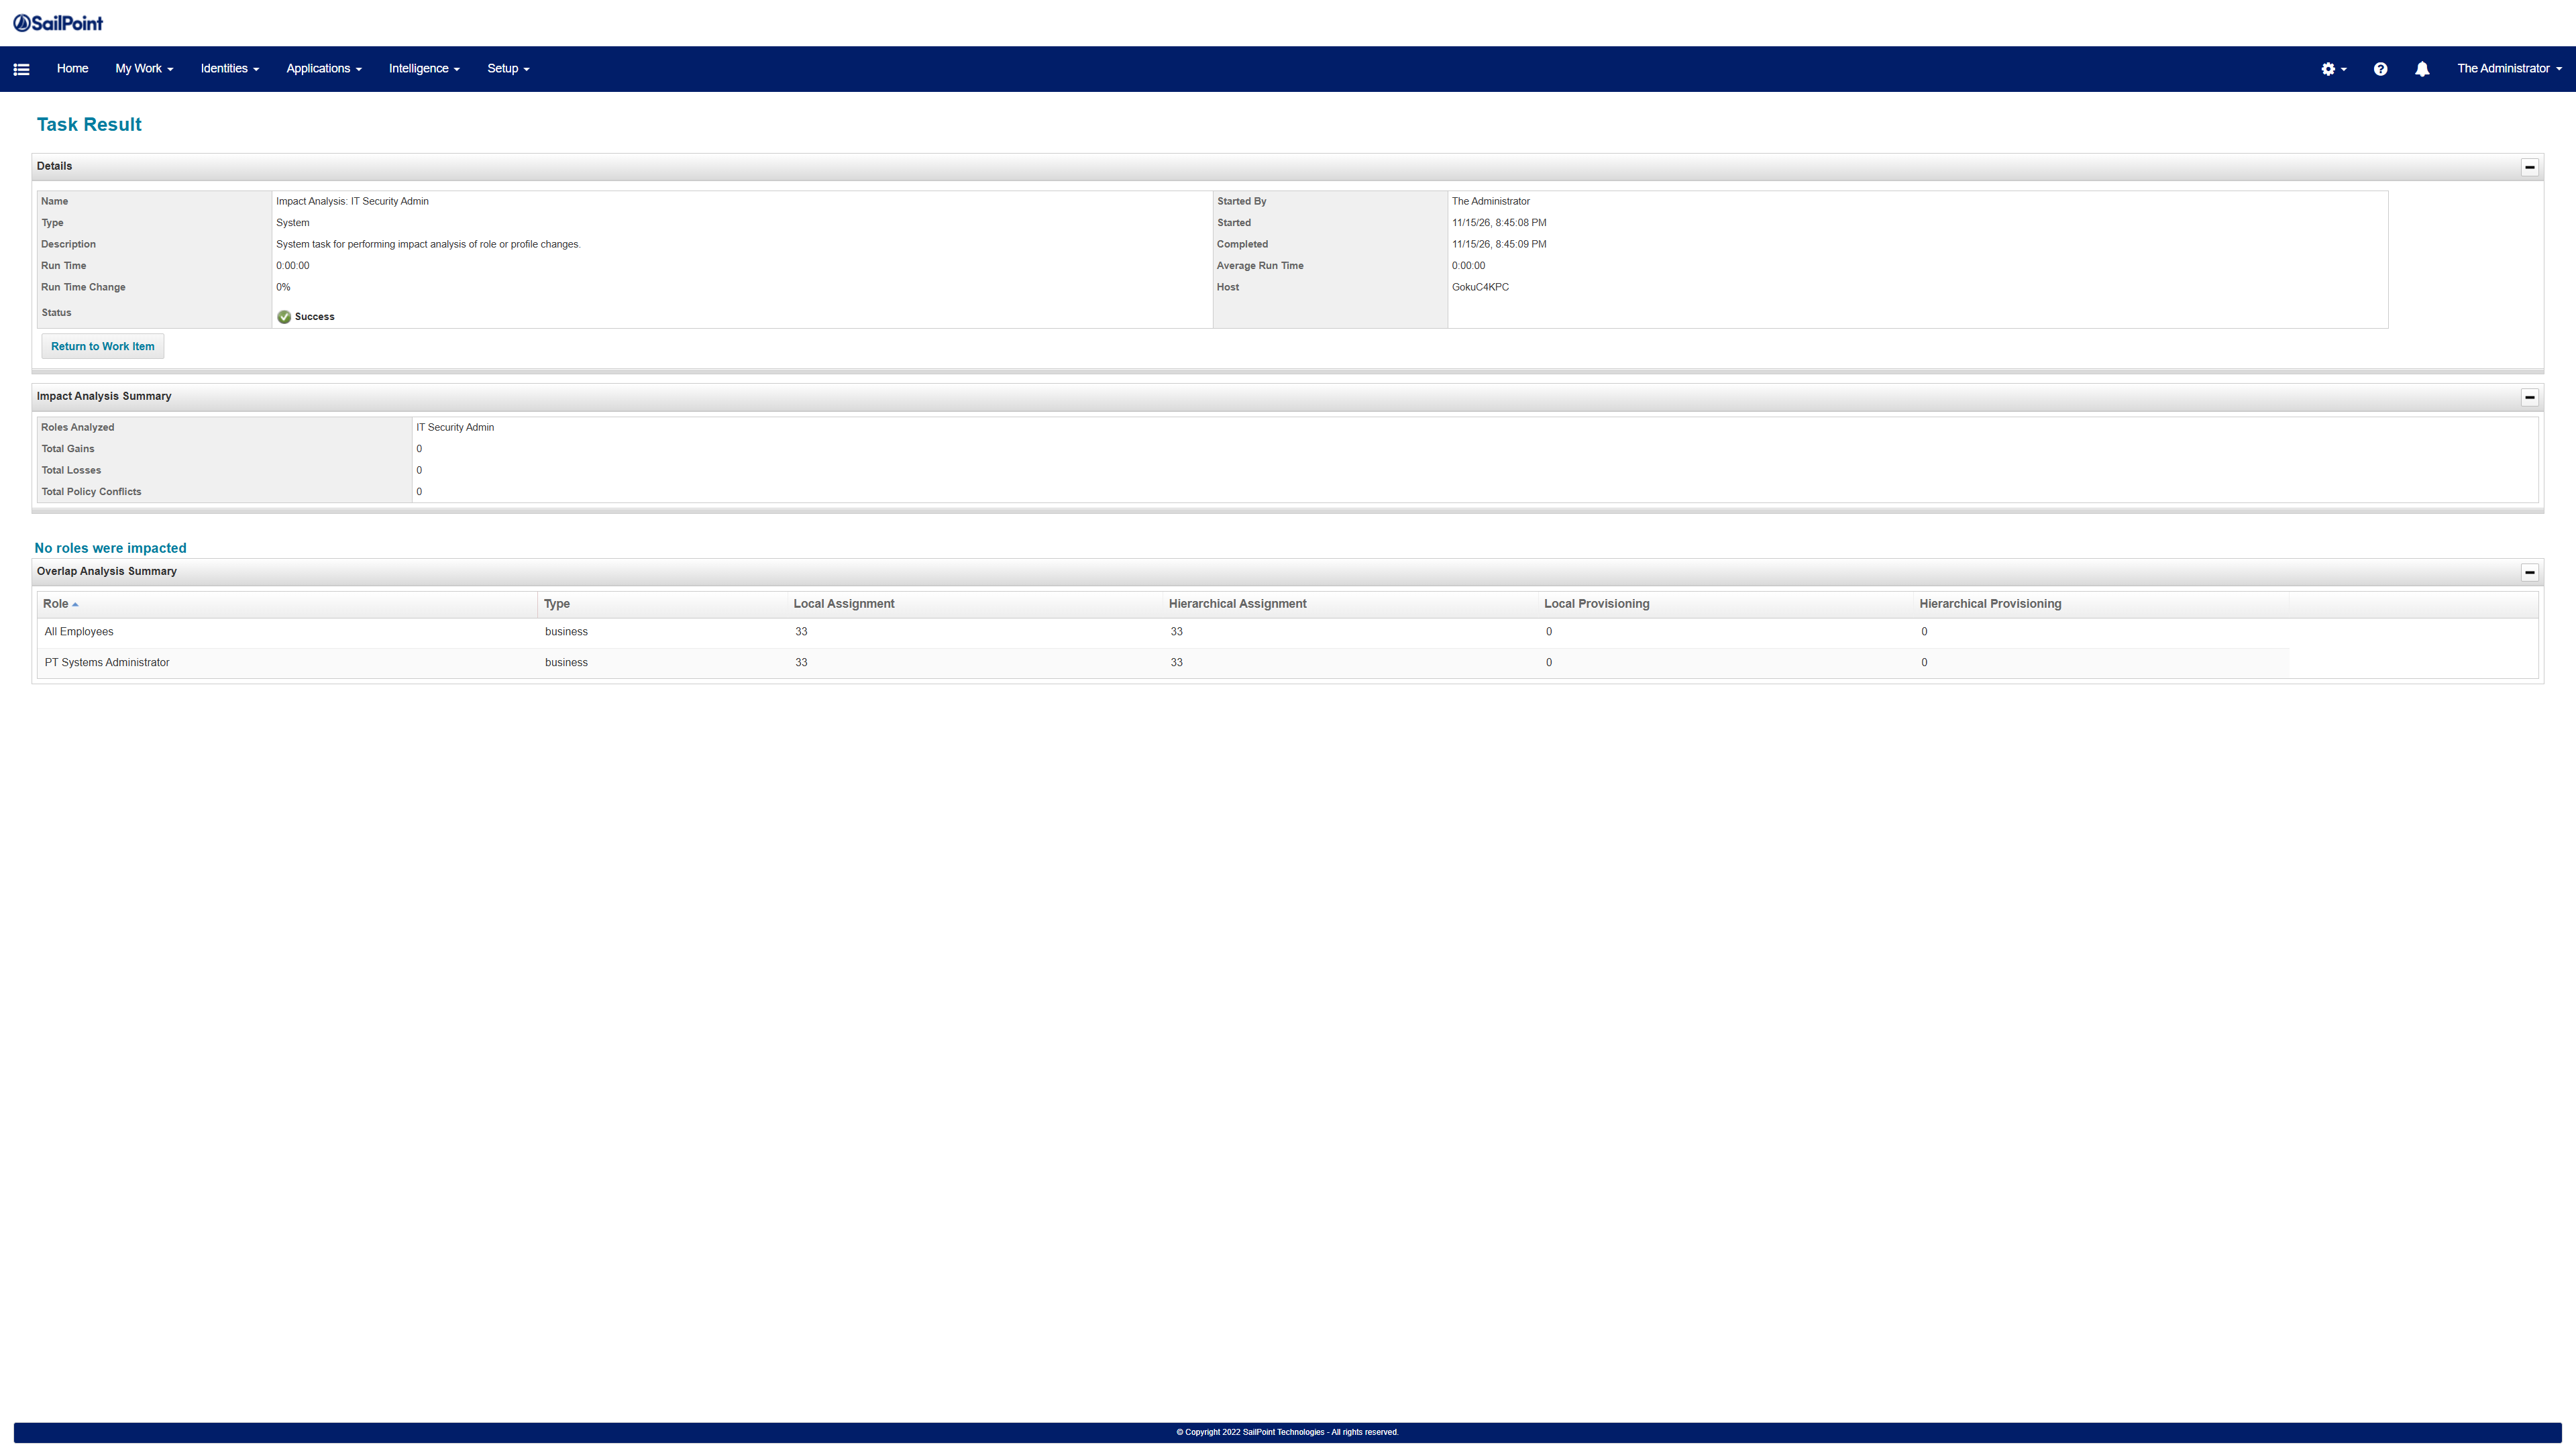 SailPoint
Home My Work Identities Applications Intelligence Setup The Administrator
Task Result
Details
Name Impact Analysis: IT Security Admin Started By The Administrator
Type System Started 11/15/26, 8:45:08 PM
Description System task for performing impact analysis of role or profile changes. Completed 11/15/26, 8:45:09 PM
Run Time 0:00:00 Average Run Time 0:00:00
Run Time Change 0% Host GokuC4KPC
Status Success
Return to Work Item
Impact Analysis Summary
Roles Analyzed IT Security Admin
Total Gains 0
Total Losses 0
Total Policy Conflicts 0
No roles were impacted
Overlap Analysis Summary
Role Type Local Assignment Hierarchical Assignment Local Provisioning Hierarchical Provisioning
All Employees business 33 33 0 0
PT Systems Administrator business 33 33 0 0
© Copyright 2022 SailPoint Technologies - All rights reserved.